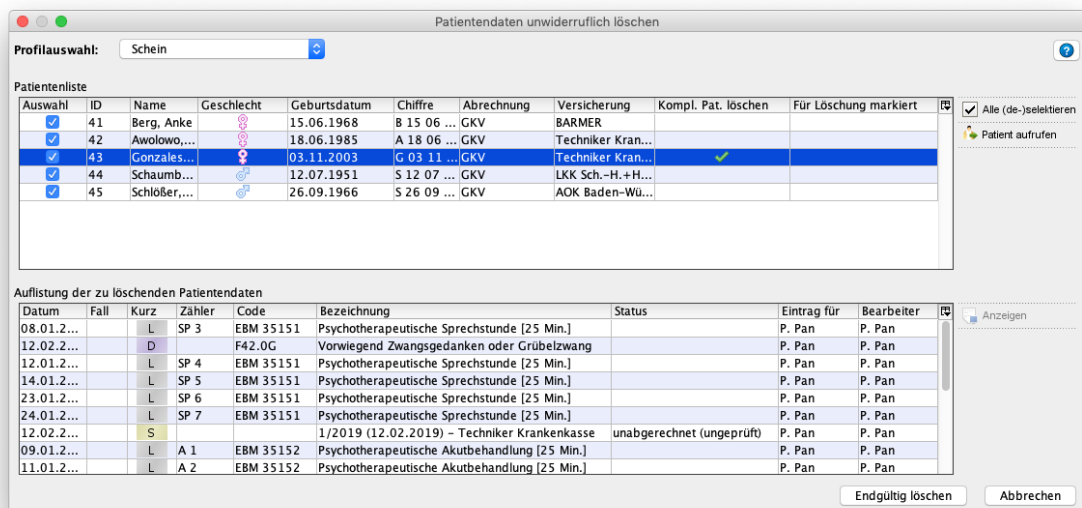 Patientendaten unwiderruflich löschen
Profilauswahl: Schein
Patientenliste
Auswahl ID Name Geschlecht Geburtsdatum Chiffre Abrechnung Versicherung Kompl. Pat. löschen Für Löschung markiert
Alle (de-)selektieren
41 Berg, Anke 15.06.1968 B 15 06 ... GKV BARMER
Patient aufrufen
42 Awolowo,... 18.06.1985 A 18 06 ... GKV Techniker Kran...
43 Gonzales... 03.11.2003 G 03 11 ... GKV Techniker Kran...
44 Schaumb... 12.07.1951 S 12 07 ... GKV LKK Sch.-H.+H...
45 Schlößer,... 26.09.1966 S 26 09 ... GKV AOK Baden-Wü...
Auflistung der zu löschenden Patientendaten
Datum Fall Kurz Zähler Code Bezeichnung Status Eintrag für Bearbeiter
Anzeigen
08.01.2... L SP 3 EBM 35151 Psychotherapeutische Sprechstunde [25 Min.] P. Pan P. Pan
12.02.2... D F42.0G Vorwiegend Zwangsgedanken oder Grübelzwang P. Pan P. Pan
12.01.2... L SP 4 EBM 35151 Psychotherapeutische Sprechstunde [25 Min.] P. Pan P. Pan
14.01.2... L SP 5 EBM 35151 Psychotherapeutische Sprechstunde [25 Min.] P. Pan P. Pan
23.01.2... L SP 6 EBM 35151 Psychotherapeutische Sprechstunde [25 Min.] P. Pan P. Pan
24.01.2... L SP 7 EBM 35151 Psychotherapeutische Sprechstunde [25 Min.] P. Pan P. Pan
12.02.2... S 1/2019 (12.02.2019) - Techniker Krankenkasse unabgerechnet (ungeprüft) P. Pan P. Pan
09.01.2... L A 1 EBM 35152 Psychotherapeutische Akutbehandlung [25 Min.] P. Pan P. Pan
11.01.2... L A 2 EBM 35152 Psychotherapeutische Akutbehandlung [25 Min.] P. Pan P. Pan
Endgültig löschen Abbrechen